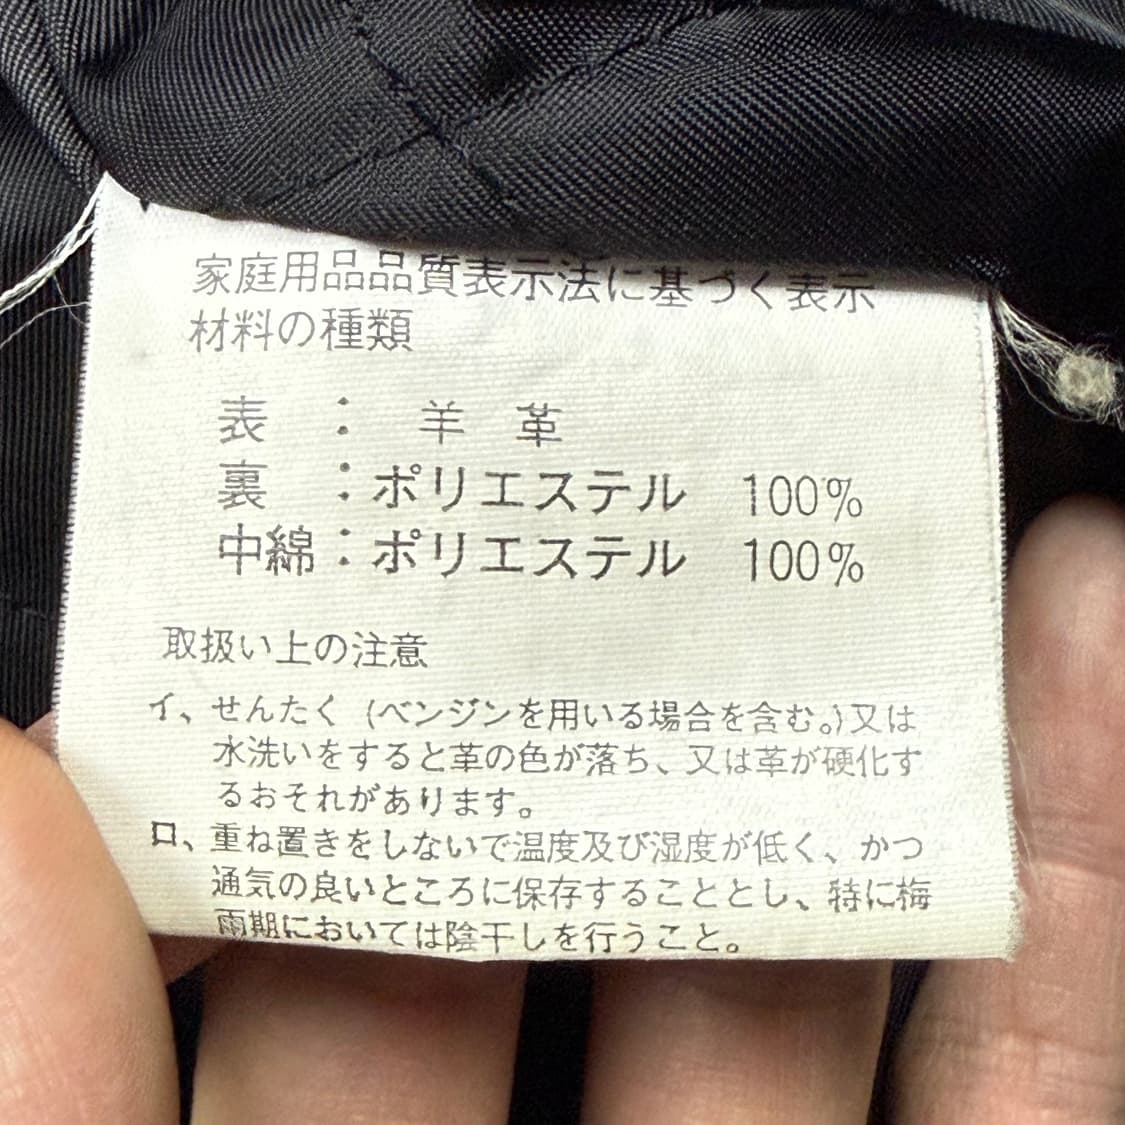 家庭用品品質表示法に基づく表示
材料の種類
表 : 羊 革
裏 : ポリエステル 100%
中綿 : ポリエステル 100%
取扱い上の注意
イ、せんたく (ベンジンを用いる場合を含む。)又は
水洗いをすると革の色が落ち、又は革が硬化す
るおそれがあります。
ロ、重ね置きをしないで温度及び湿度が低く、かつ
通気の良いところに保存することとし、特に梅
雨期においては陰干しを行うこと。